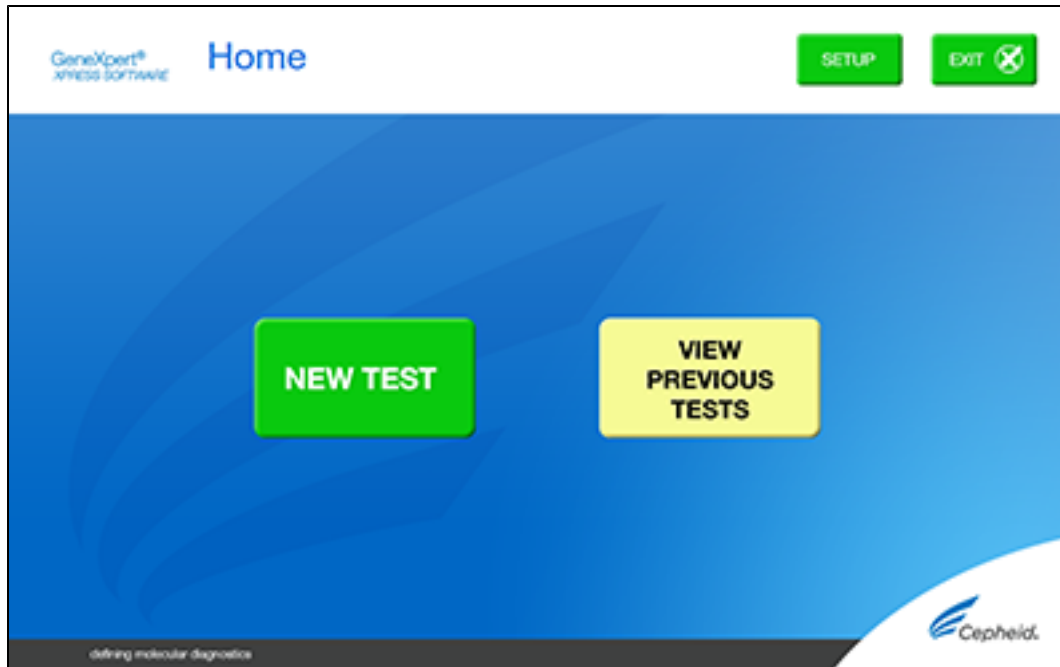 GeneXpert®
XPRESS SOFTWARE
Home
SETUP
EXIT
NEW TEST
VIEW
PREVIOUS
TESTS
Cepheid.
defining molecular diagnostics